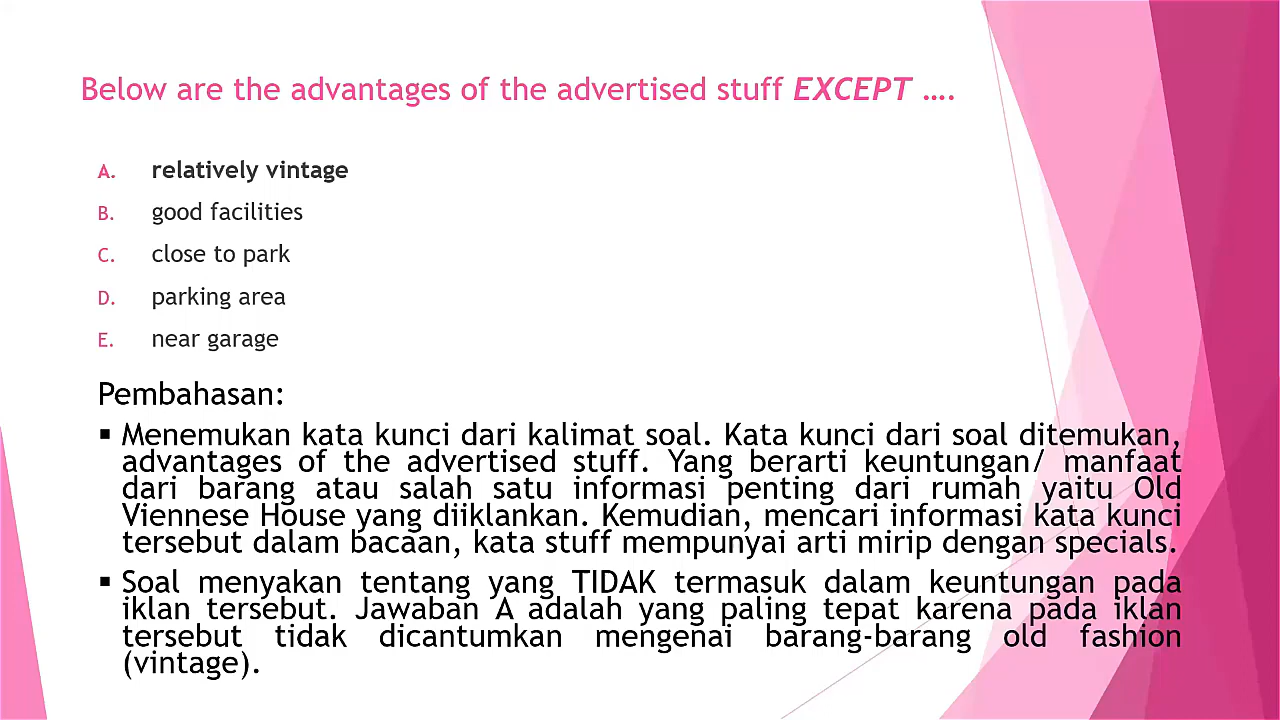 Below are the advantages of the advertised stuff EXCEPT ….
A. relatively vintage
B. good facilities
C. close to park
D. parking area
E. near garage
Pembahasan:
▪ Menemukan kata kunci dari kalimat soal. Kata kunci dari soal ditemukan,
advantages of the advertised stuff. Yang berarti keuntungan/ manfaat
dari barang atau salah satu informasi penting dari rumah yaitu Old
Viennese House yang diiklankan. Kemudian, mencari informasi kata kunci
tersebut dalam bacaan, kata stuff mempunyai arti mirip dengan specials.
▪ Soal menyakan tentang yang TIDAK termasuk dalam keuntungan pada
iklan tersebut. Jawaban A adalah yang paling tepat karena pada iklan
tersebut tidak dicantumkan mengenai barang-barang old fashion
(vintage).